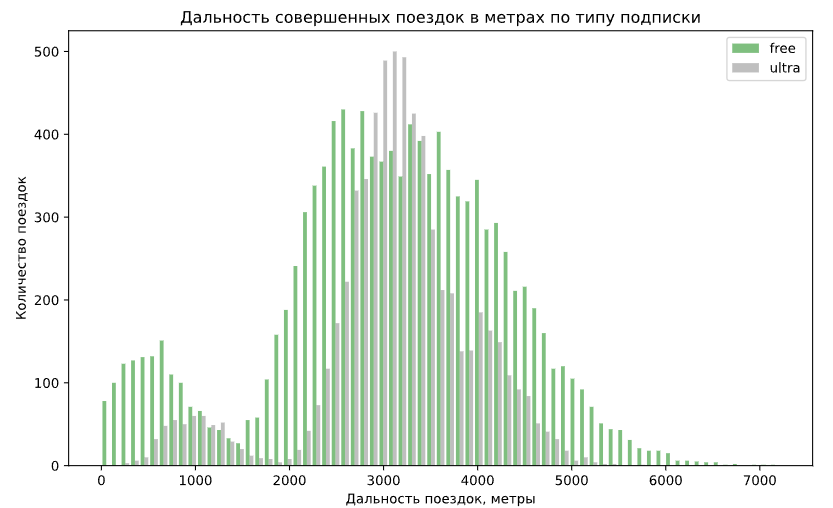 Дальность совершенных поездок в метрах по типу подписки
free
ultra
Количество поездок
500
400
300
200
100
0
0 1000 2000 3000 4000 5000 6000 7000
Дальность поездок, метры